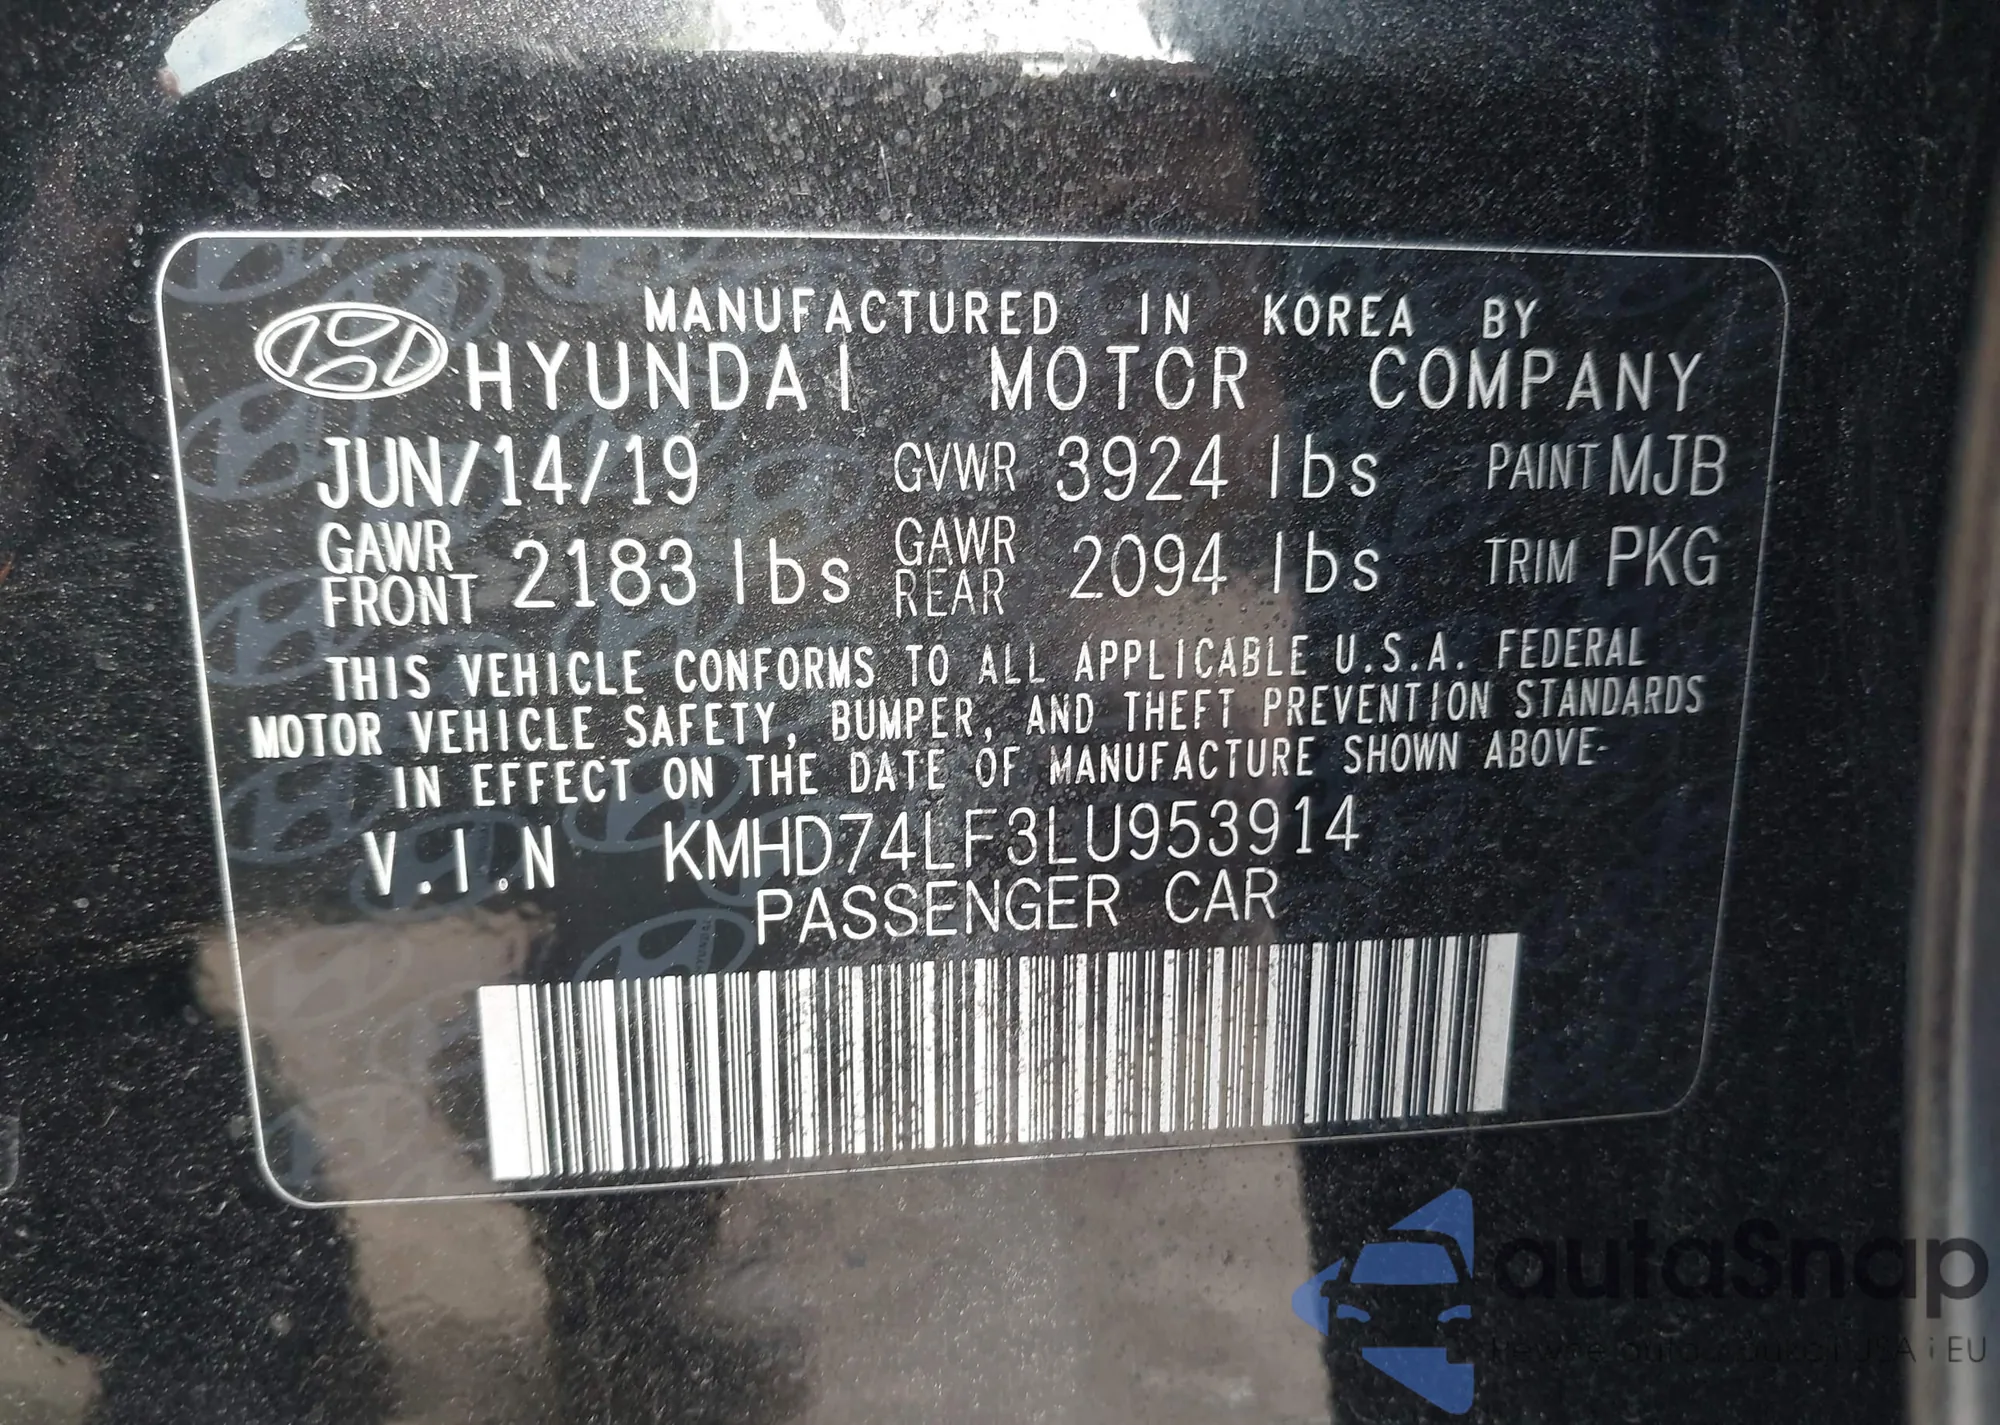 MANUFACTURED IN KOREA BY
HYUNDAI MOTOR COMPANY
JUN/14/19 GVWR 3924 lbs PAINT MJB
GAWR FRONT 2183 lbs GAWR REAR 2094 lbs TRIM PKG
THIS VEHICLE CONFORMS TO ALL APPLICABLE U.S.A. FEDERAL
MOTOR VEHICLE SAFETY, BUMPER, AND THEFT PREVENTION STANDARDS
IN EFFECT ON THE DATE OF MANUFACTURE SHOWN ABOVE.
V.I.N KMHD74LF3LU953914
PASSENGER CAR
autoSnap
USA i EU